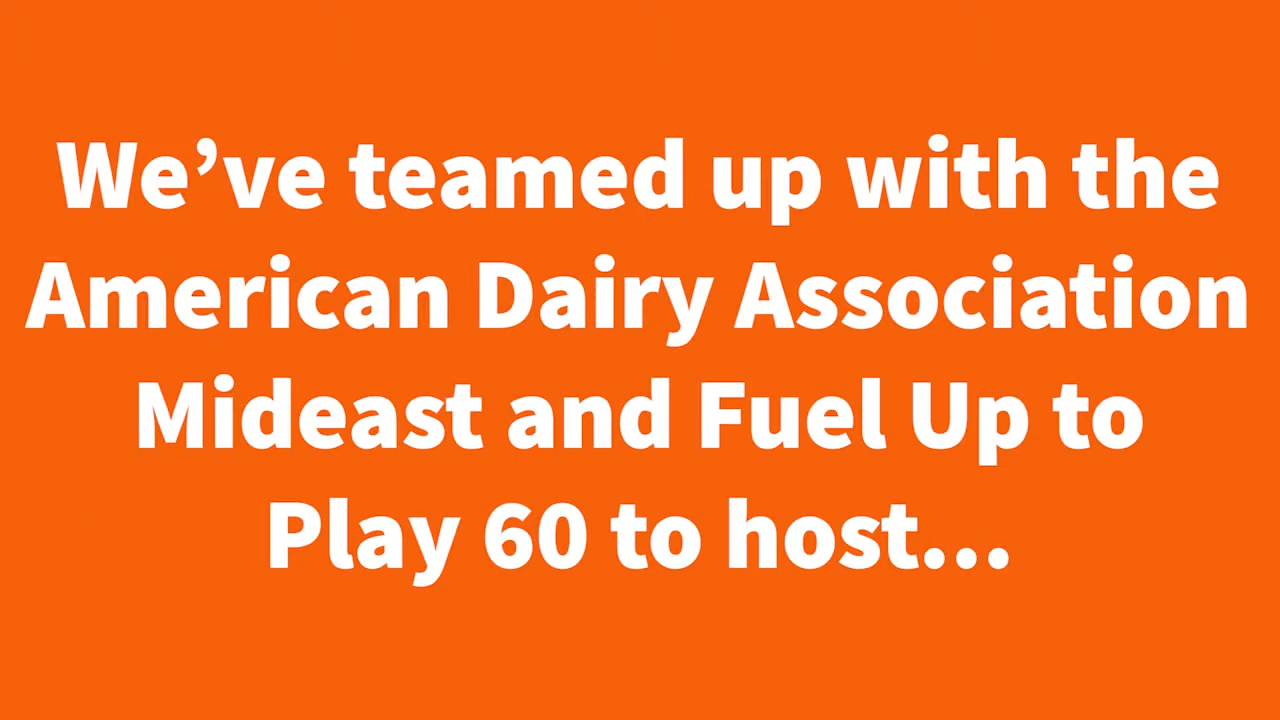 We’ve teamed up with the
American Dairy Association
Mideast and Fuel Up to
Play 60 to host...